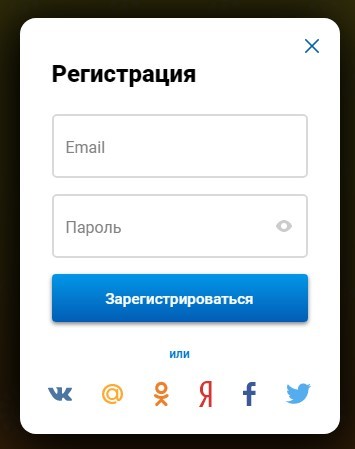 Регистрация
Email
Пароль
Зарегистрироваться
или